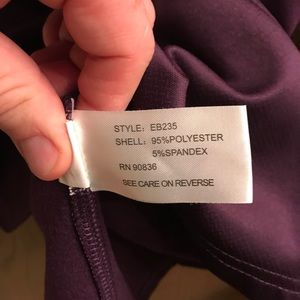 STYLE: EB235
SHELL: 95%POLYESTER
5%SPANDEX
RN 90836
SEE CARE ON REVERSE